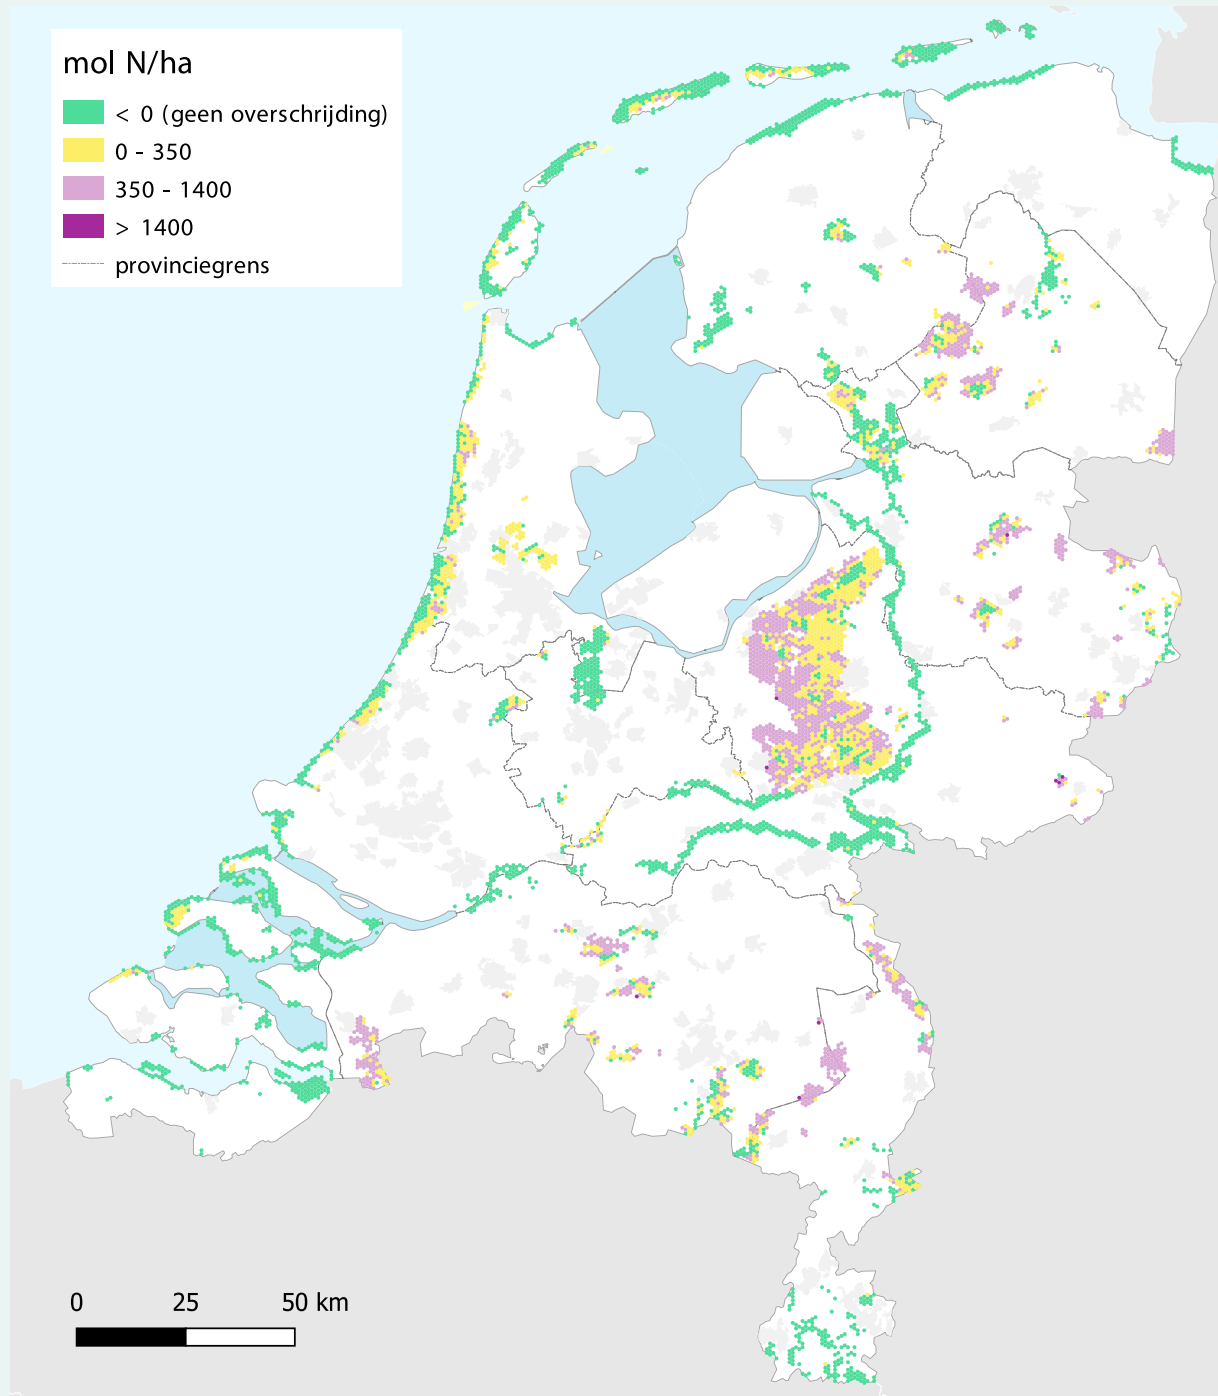 mol N/ha
< 0 (geen overschrijding)
0 - 350
350 - 1400
> 1400
provinciegrens
0 25 50 km